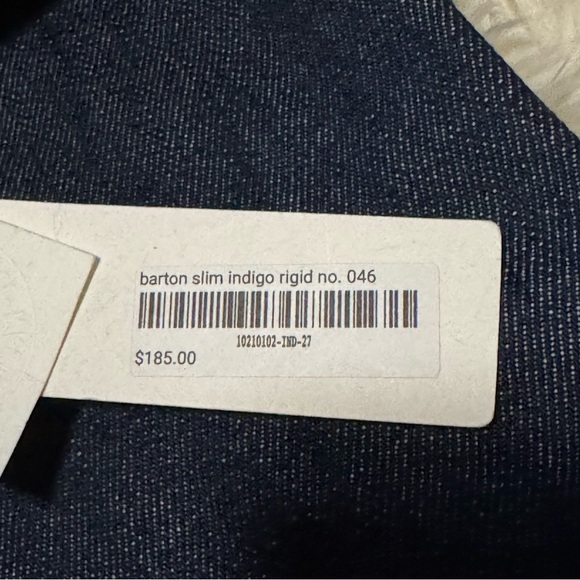 barton slim indigo rigid no. 046
10210102-IND-27
$185.00